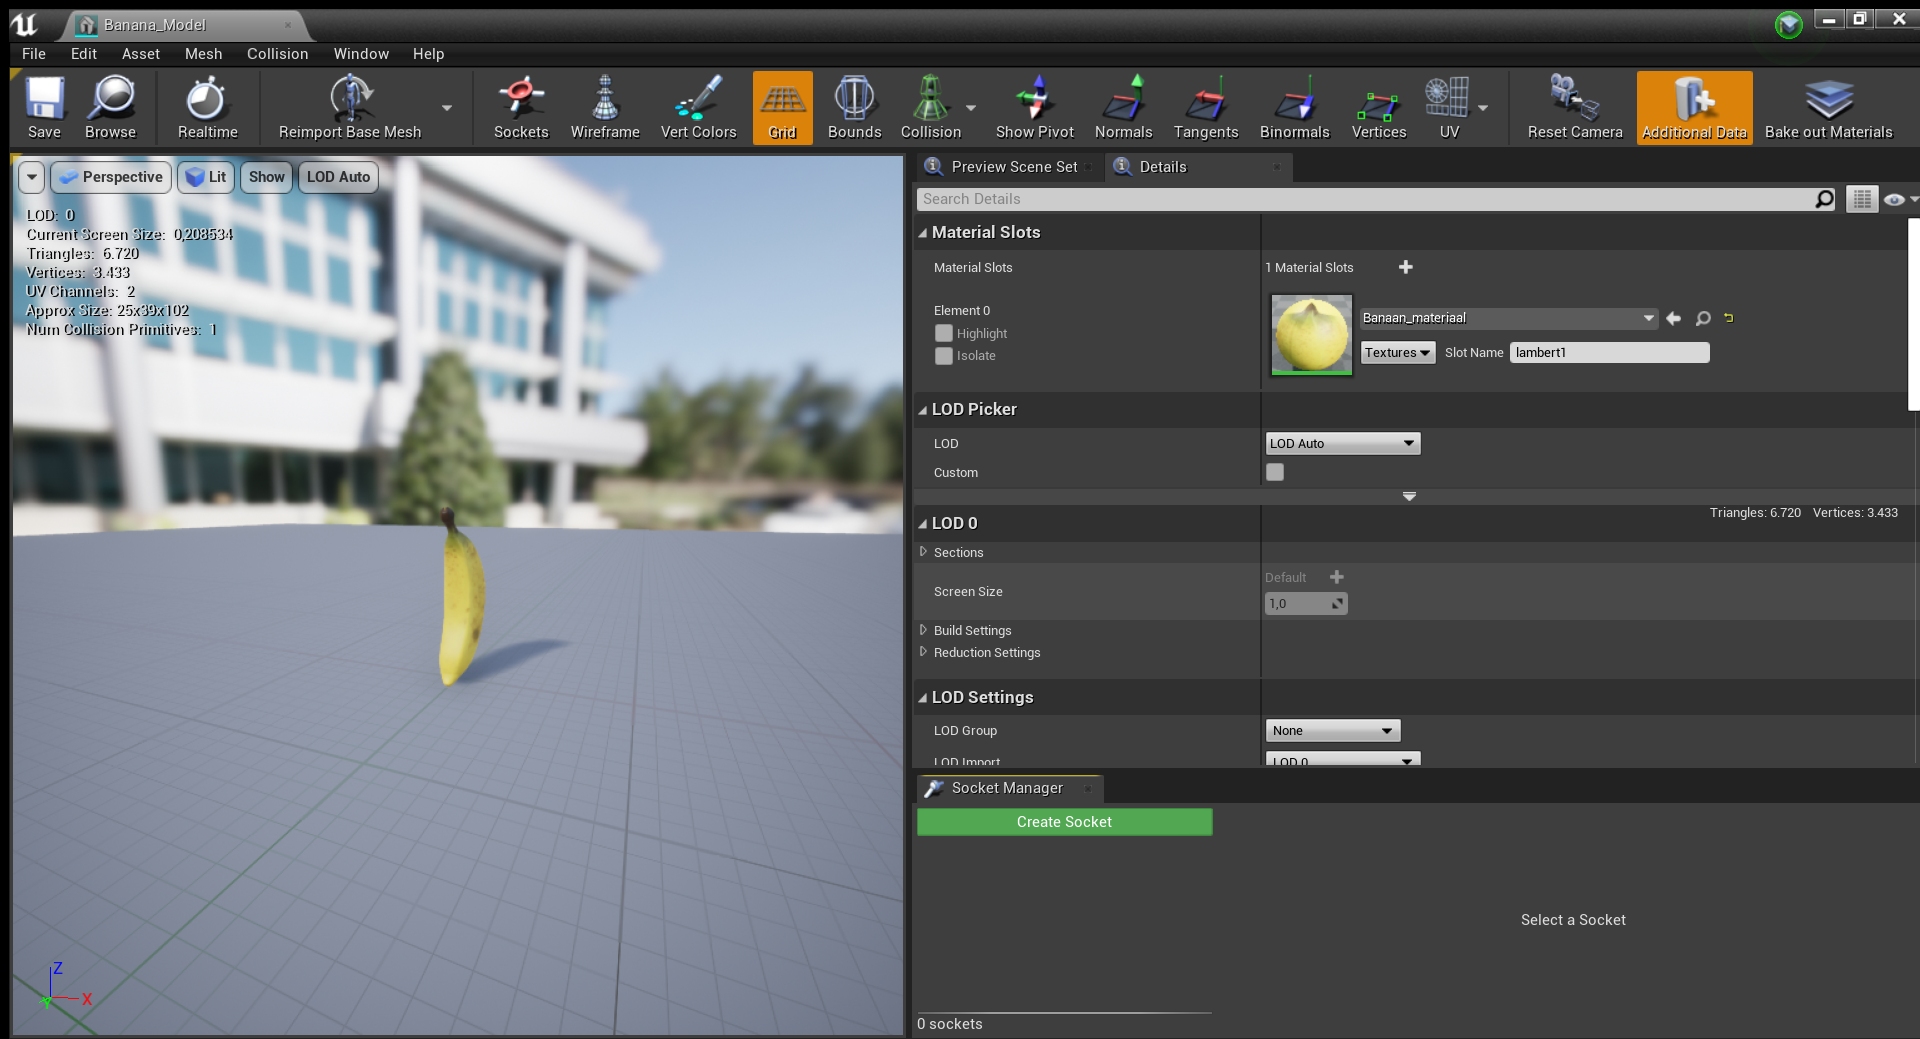 Banana_Model
File Edit Asset Mesh Collision Window Help
Save Browse Realtime Reimport Base Mesh Sockets Wireframe Vert Colors Grid Bounds Collision Show Pivot Normals Tangents Binormals Vertices UV Reset Camera Additional Data Bake out Materials
Perspective Lit Show LOD Auto
LOD: 0
Current Screen Size: 0,208534
Triangles: 6.720
Vertices: 3.433
UV Channels: 2
Approx Size: 25x39x102
Num Collision Primitives: 1
Z
X
Y
Preview Scene Set Details
Search Details
Material Slots
Material Slots 1 Material Slots
Element 0
Highlight
Isolate
Banaan_materiaal
Textures Slot Name lambert1
LOD Picker
LOD LOD Auto
Custom
LOD 0 Triangles: 6.720 Vertices: 3.433
Sections
Screen Size Default
1,0
Build Settings
Reduction Settings
LOD Settings
LOD Group None
LOD Import LOD 0
Socket Manager
Create Socket
Select a Socket
0 sockets